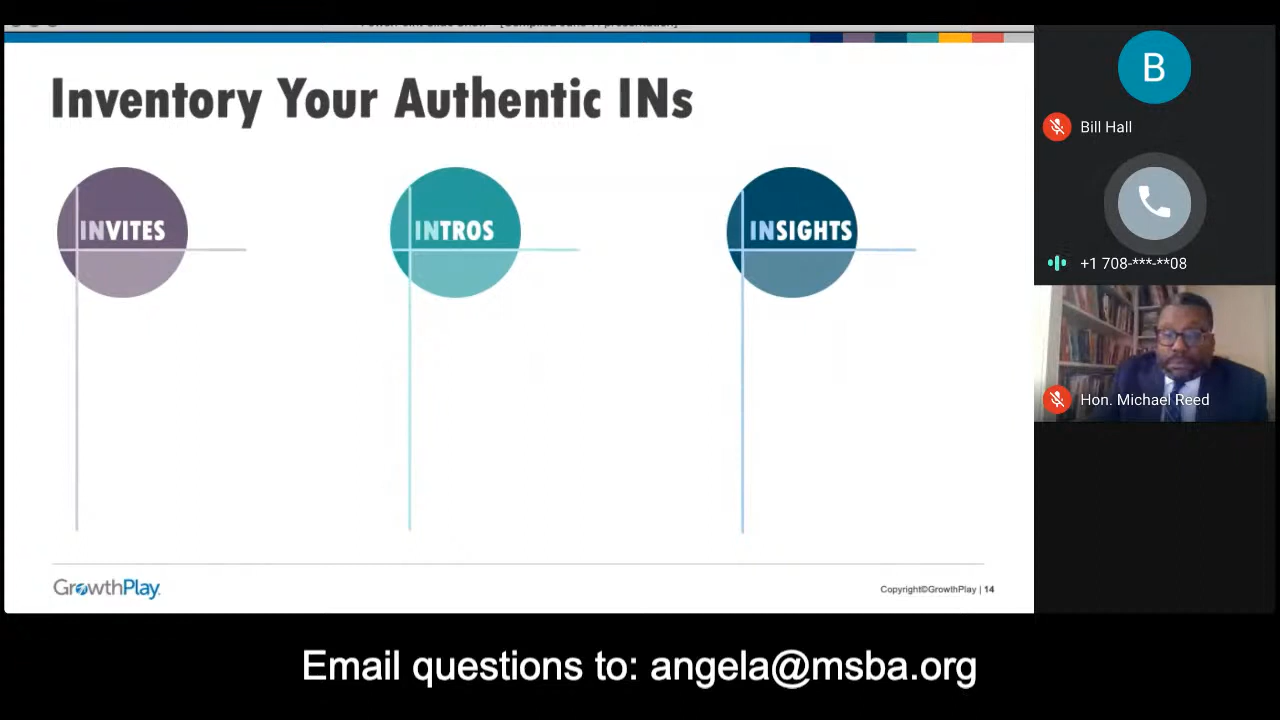 Inventory Your Authentic INs
INVITES
INTROS
INSIGHTS
GrowthPlay
Copyright©GrowthPlay | 14
B
Bill Hall
+1 708-***-**08
Hon. Michael Reed
Email questions to: angela@msba.org